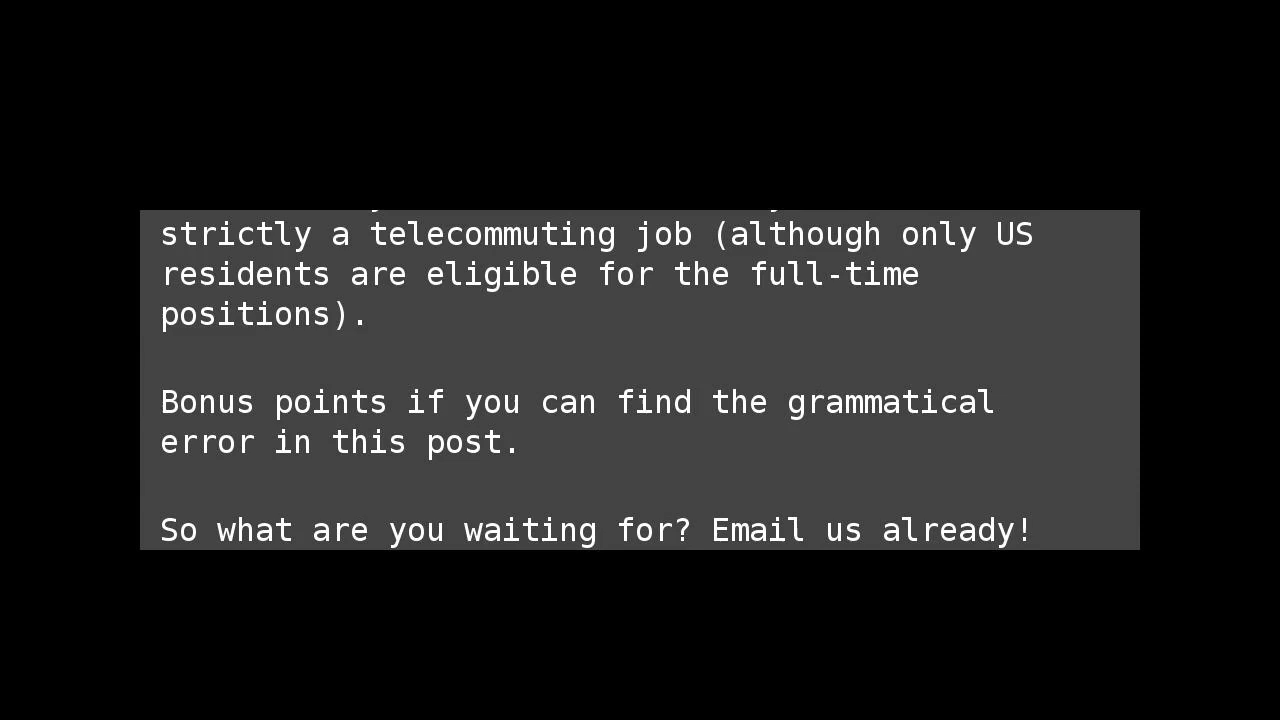 strictly a telecommuting job (although only US
residents are eligible for the full-time
positions).
Bonus points if you can find the grammatical
error in this post.
So what are you waiting for? Email us already!